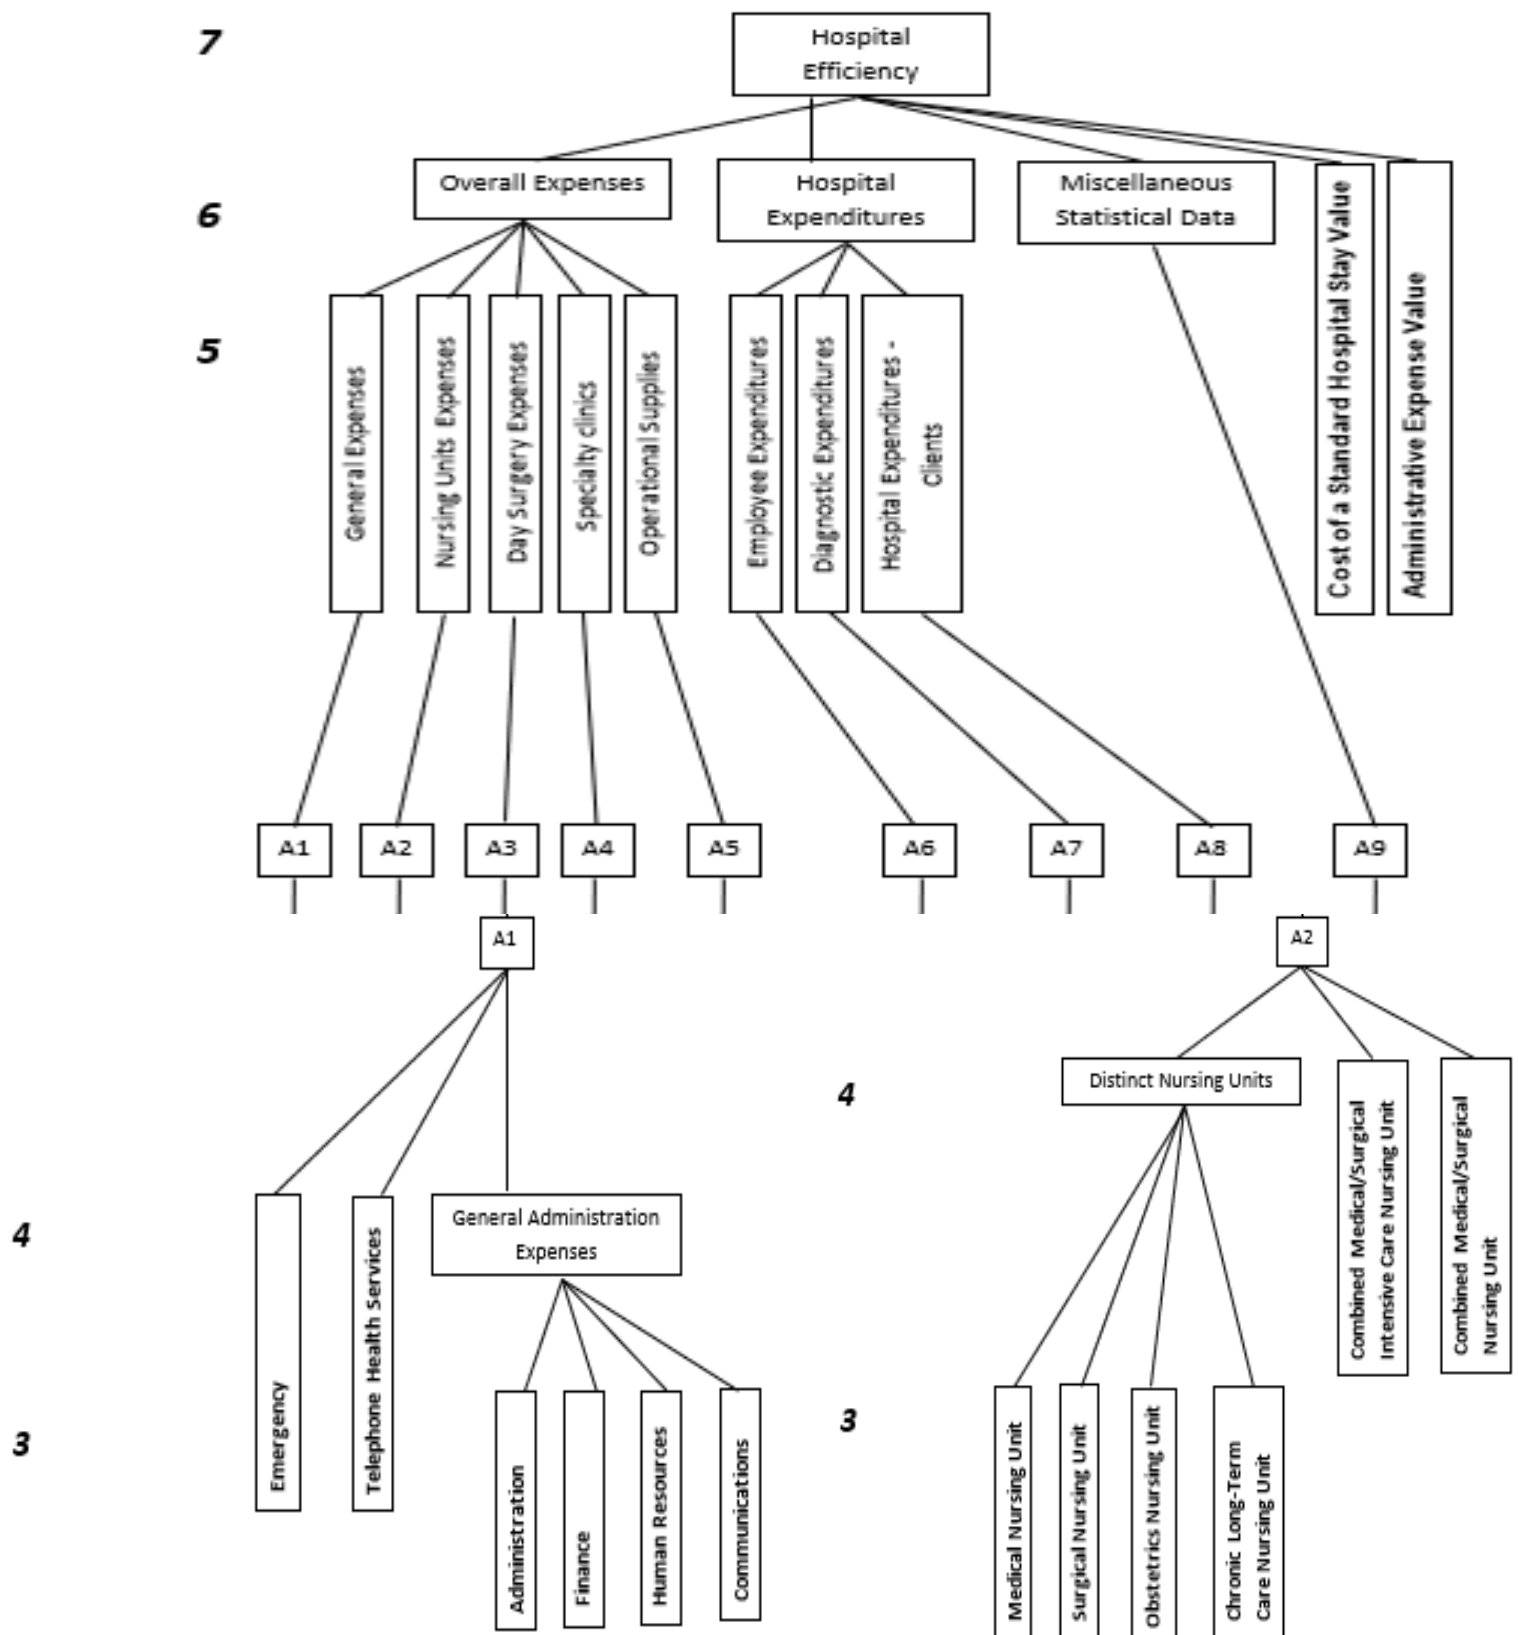 7
Hospital
Efficiency
6
Overall Expenses
Hospital
Expenditures
Miscellaneous
Statistical Data
Cost of a Standard Hospital Stay Value
Administrative Expense Value
5
General Expenses
Nursing Units Expenses
Day Surgery Expenses
Specialty clinics
Operational Supplies
Employee Expenditures
Diagnostic Expenditures
Hospital Expenditures -
Clients
A1
A2
A3
A4
A5
A6
A7
A8
A9
A1
4
Emergency
Telephone Health Services
General Administration
Expenses
3
Administration
Finance
Human Resources
Communications
A2
4
Distinct Nursing Units
Combined Medical/Surgical
Intensive Care Nursing Unit
Combined Medical/Surgical
Nursing Unit
3
Medical Nursing Unit
Surgical Nursing Unit
Obstetrics Nursing Unit
Chronic Long-Term
Care Nursing Unit